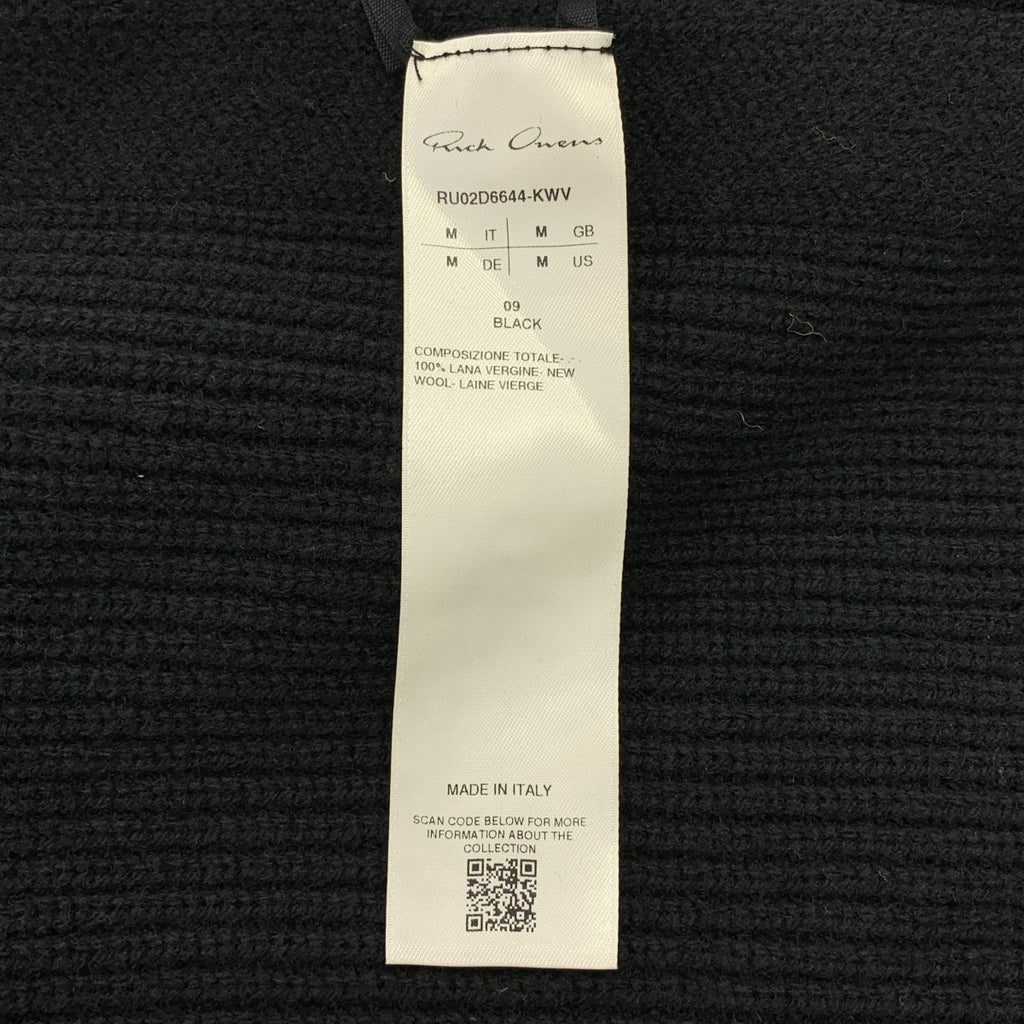 Rick Owens
RU02D6644-KWV
M IT M GB
M DE M US
09
BLACK
COMPOSIZIONE TOTALE- .-
100% LANA VERGINE- NEW
WOOL- LAINE VIERGE
MADE IN ITALY
SCAN CODE BELOW FOR MORE
INFORMATION ABOUT THE
COLLECTION